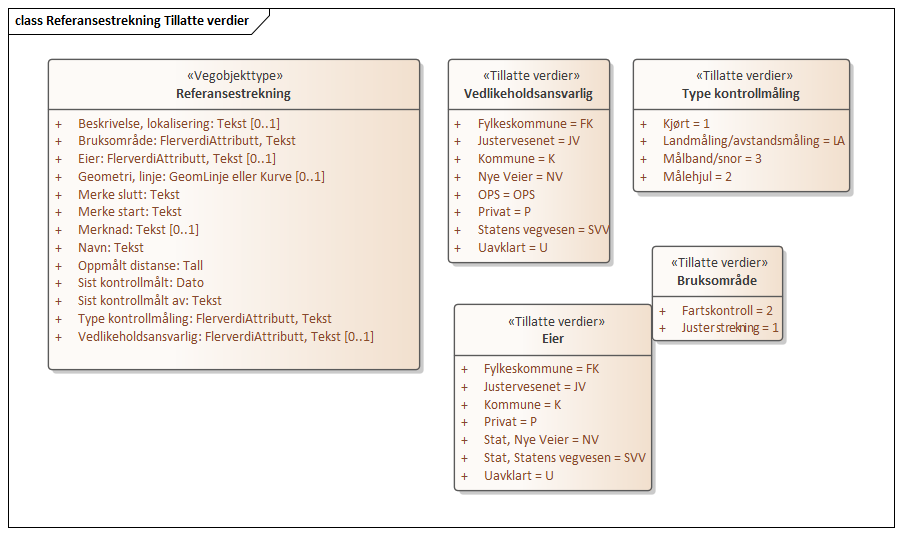 class Referansestrekning Tillatte verdier
«Vegobjekttype»
Referansestrekning
+ Beskrivelse, lokalisering: Tekst [0..1]
+ Bruksområde: FlerverdiAttributt, Tekst
+ Eier: FlerverdiAttributt, Tekst [0..1]
+ Geometri, linje: GeomLinje eller Kurve [0..1]
+ Merke slutt: Tekst
+ Merke start: Tekst
+ Merknad: Tekst [0..1]
+ Navn: Tekst
+ Oppmålt distanse: Tall
+ Sist kontrollmålt: Dato
+ Sist kontrollmålt av: Tekst
+ Type kontrollmåling: FlerverdiAttributt, Tekst
+ Vedlikeholdsansvarlig: FlerverdiAttributt, Tekst [0..1]
«Tillatte verdier»
Vedlikeholdsansvarlig
+ Fylkeskommune = FK
+ Justervesenet = JV
+ Kommune = K
+ Nye Veier = NV
+ OPS = OPS
+ Privat = P
+ Statens vegvesen = SVV
+ Uavklart = U
«Tillatte verdier»
Type kontrollmåling
+ Kjørt = 1
+ Landmåling/avstandsmåling = LA
+ Målbånd/snor = 3
+ Målehjul = 2
«Tillatte verdier»
Bruksområde
+ Fartskontroll = 2
+ Justerstrekning = 1
«Tillatte verdier»
Eier
+ Fylkeskommune = FK
+ Justervesenet = JV
+ Kommune = K
+ Privat = P
+ Stat, Nye Veier = NV
+ Stat, Statens vegvesen = SVV
+ Uavklart = U